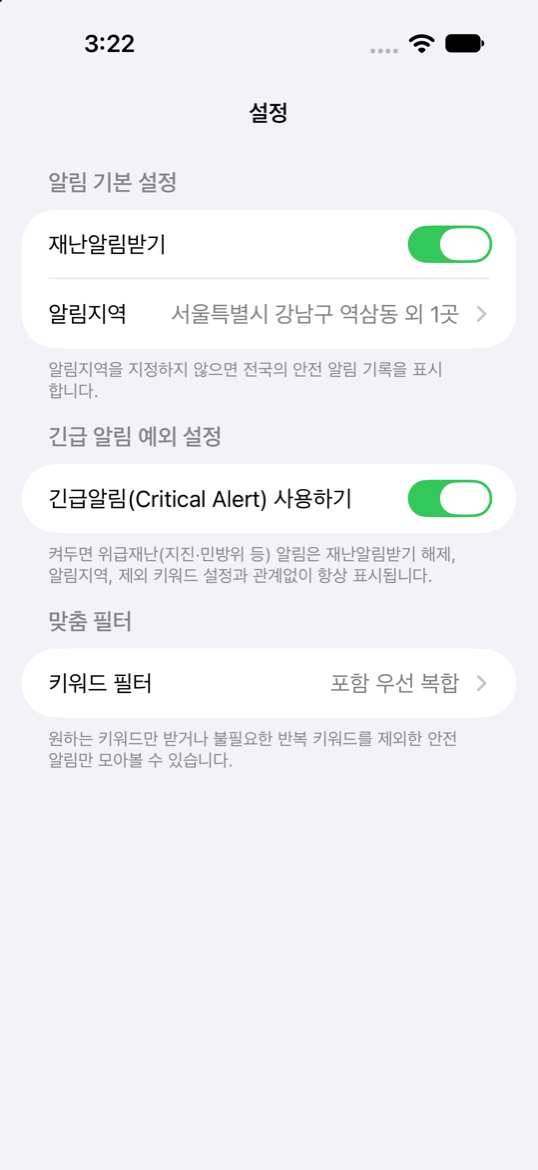 3:22
설정
알림 기본 설정
재난알림받기
알림지역 서울특별시 강남구 역삼동 외 1곳
알림지역을 지정하지 않으면 전국의 안전 알림 기록을 표시
합니다.
긴급 알림 예외 설정
긴급알림(Critical Alert) 사용하기
켜두면 위급재난(지진·민방위 등) 알림은 재난알림받기 해제,
알림지역, 제외 키워드 설정과 관계없이 항상 표시됩니다.
맞춤 필터
키워드 필터 포함 우선 복합
원하는 키워드만 받거나 불필요한 반복 키워드를 제외한 안전
알림만 모아볼 수 있습니다.